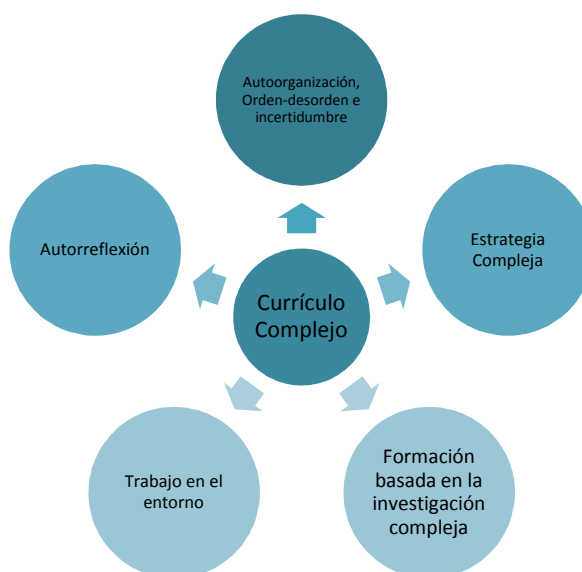 Autoorganización,
Orden-desorden e
incertidumbre
Autorreflexión
Estrategia
Compleja
Currículo
Complejo
Trabajo en el
entorno
Formación
basada en la
investigación
compleja